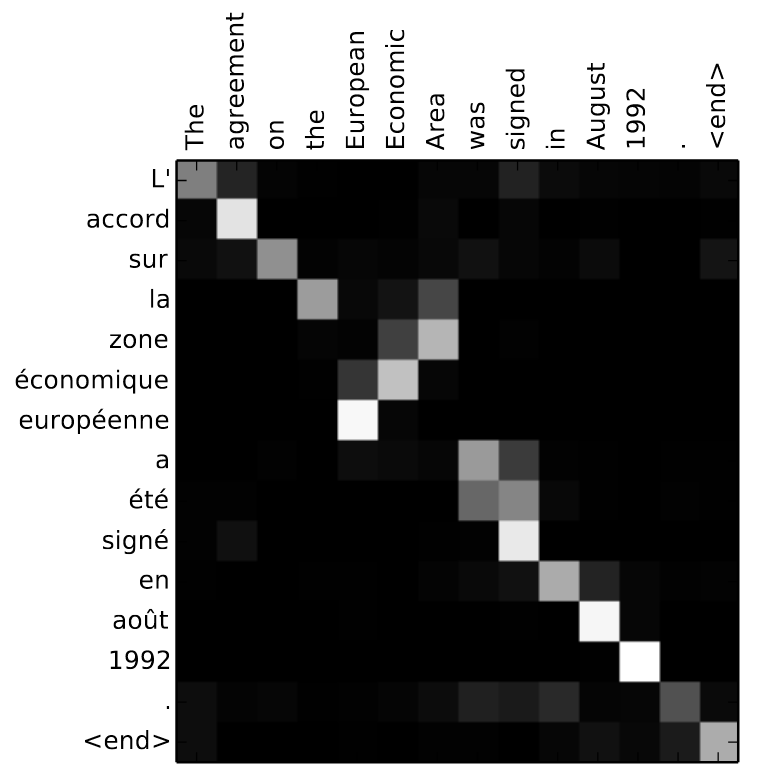 The agreement on the European Economic Area was signed in August 1992 . <end>
L'
accord
sur
la
zone
économique
européenne
a
été
signé
en
août
1992
.
<end>